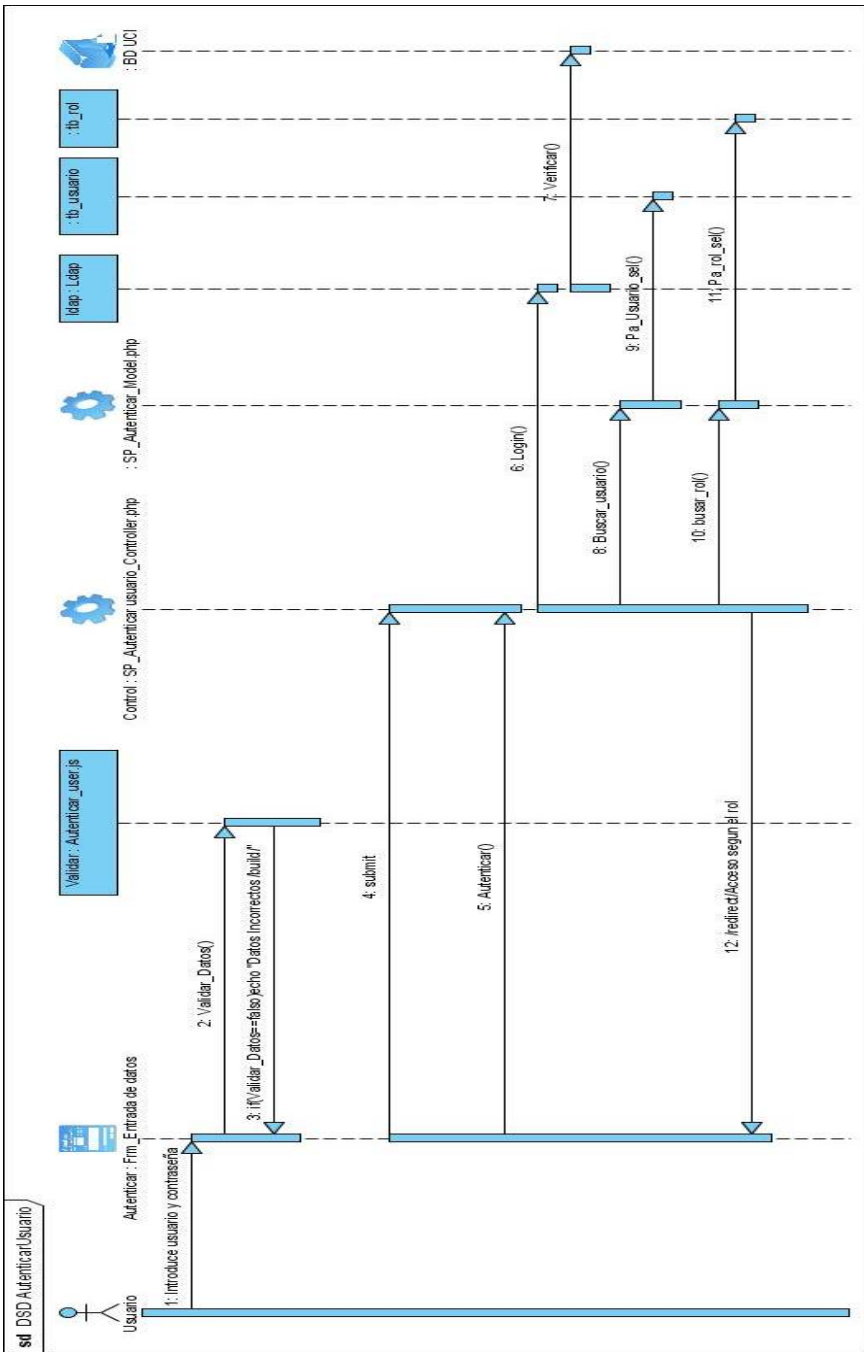 sd DSD AutenticarUsuario
Usuario
Autenticar : Frm_Entrada de datos
Validar : Autenticar_user.js
Control : SP_Autenticar usuario_Controller.php
: SP_Autenticar_Model.php
ldap : Ldap
: tb_usuario
: tb_rol
: BD UCI
1: Introduce usuario y contraseña
2: Validar_Datos()
3: if(Validar_Datos==falso)echo "Datos Incorrectos /build/"
4: submit
5: Autenticar()
6: Login()
7: Verificar()
8: Buscar_usuario()
9: Pa_Usuario_sel()
10: busar_rol()
11: Pa_rol_sel()
12: /redirect/Acceso segun el rol